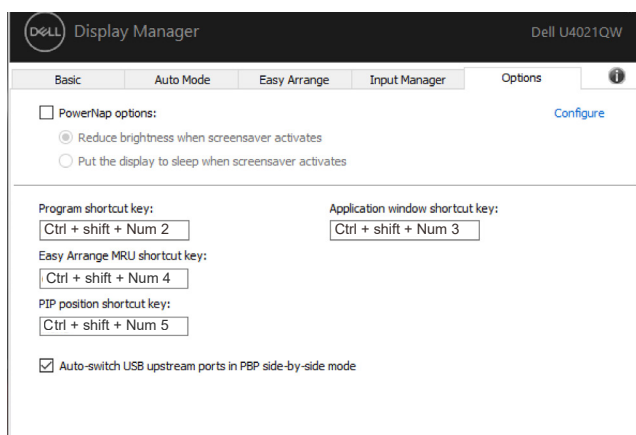 DELL Display Manager Dell U4021QW
Basic Auto Mode Easy Arrange Input Manager Options i
PowerNap options: Configure
Reduce brightness when screensaver activates
Put the display to sleep when screensaver activates
Program shortcut key: Application window shortcut key:
Ctrl + shift + Num 2 Ctrl + shift + Num 3
Easy Arrange MRU shortcut key:
Ctrl + shift + Num 4
PIP position shortcut key:
Ctrl + shift + Num 5
Auto-switch USB upstream ports in PBP side-by-side mode